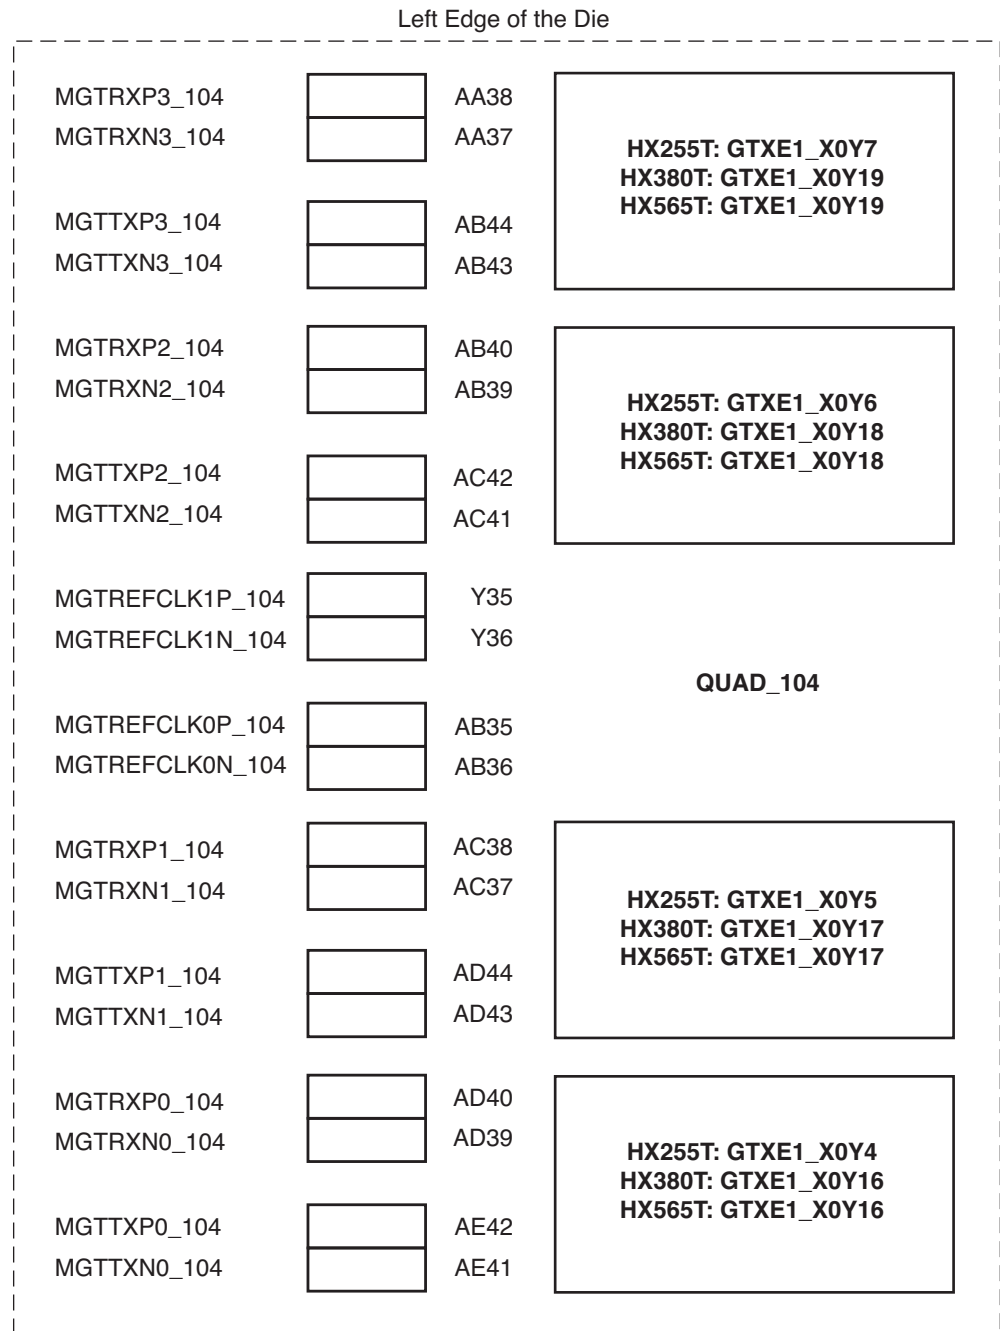 Left Edge of the Die
MGTRXP3_104 AA38
MGTRXN3_104 AA37
HX255T: GTXE1_X0Y7
HX380T: GTXE1_X0Y19
HX565T: GTXE1_X0Y19
MGTTXP3_104 AB44
MGTTXN3_104 AB43
MGTRXP2_104 AB40
MGTRXN2_104 AB39
HX255T: GTXE1_X0Y6
HX380T: GTXE1_X0Y18
HX565T: GTXE1_X0Y18
MGTTXP2_104 AC42
MGTTXN2_104 AC41
MGTREFCLK1P_104 Y35
MGTREFCLK1N_104 Y36
QUAD_104
MGTREFCLK0P_104 AB35
MGTREFCLK0N_104 AB36
MGTRXP1_104 AC38
MGTRXN1_104 AC37
HX255T: GTXE1_X0Y5
HX380T: GTXE1_X0Y17
HX565T: GTXE1_X0Y17
MGTTXP1_104 AD44
MGTTXN1_104 AD43
MGTRXP0_104 AD40
MGTRXN0_104 AD39
HX255T: GTXE1_X0Y4
HX380T: GTXE1_X0Y16
HX565T: GTXE1_X0Y16
MGTTXP0_104 AE42
MGTTXN0_104 AE41